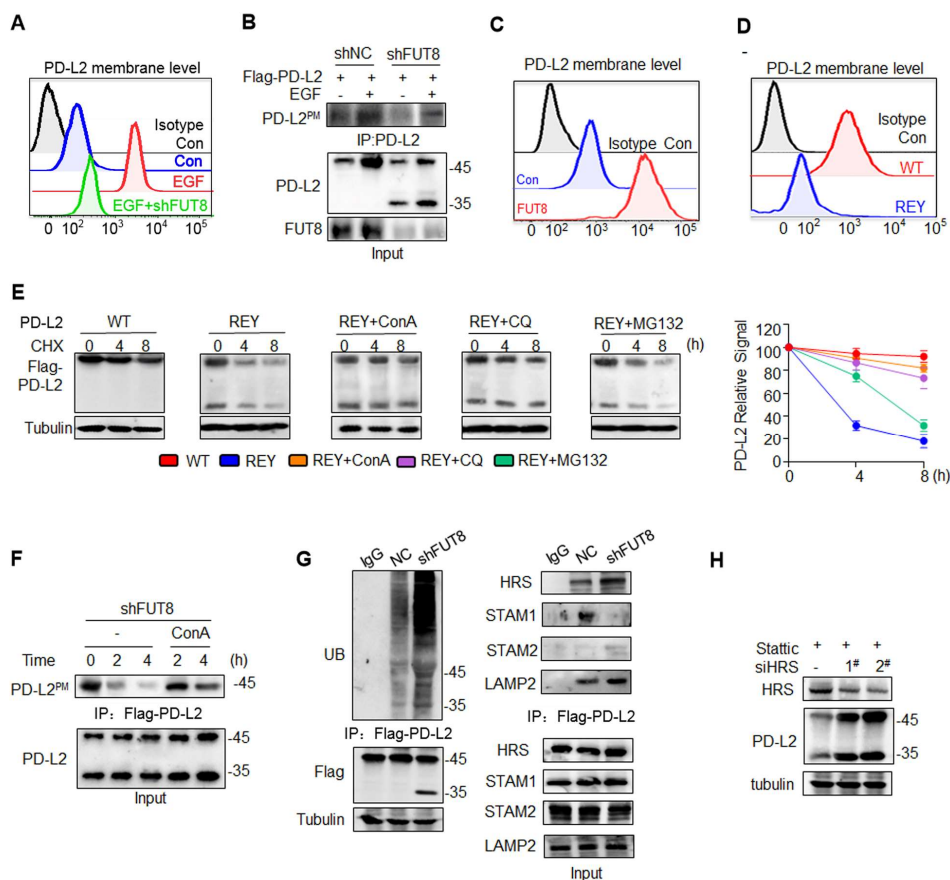 A
PD-L2 membrane level
Isotype
Con
Con
EGF
EGF+shFUT8
0 10² 10³ 10⁴ 10⁵
B
shNC shFUT8
Flag-PD-L2 + + + +
EGF - + - +
PD-L2ᴾᴹ
IP:PD-L2
PD-L2
-45
-35
FUT8
Input
C
PD-L2 membrane level
Isotype Con
Con
FUT8
0 10² 10³ 10⁴ 10⁵
D
-
PD-L2 membrane level
Isotype
Con
WT
REY
0 10² 10³ 10⁵
E
PD-L2 WT REY REY+ConA REY+CQ REY+MG132
CHX 0 4 8 0 4 8 0 4 8 0 4 8 0 4 8 (h)
Flag-
PD-L2
Tubulin
WT REY REY+ConA REY+CQ REY+MG132
PD-L2 Relative Signal
120
100
80
60
40
20
0
0 4 8 (h)
F
shFUT8
- ConA
Time 0 2 4 2 4 (h)
PD-L2ᴾᴹ -45
IP: Flag-PD-L2
PD-L2
-45
-35
Input
G
IgG NC shFUT8
UB
-45
-35
IP: Flag-PD-L2
Flag
-45
-35
Tubulin
IgG NC shFUT8
HRS
STAM1
STAM2
LAMP2
IP: Flag-PD-L2
HRS
STAM1
STAM2
LAMP2
Input
H
Stattic + + +
siHRS - 1# 2#
HRS
PD-L2
-45
-35
tubulin